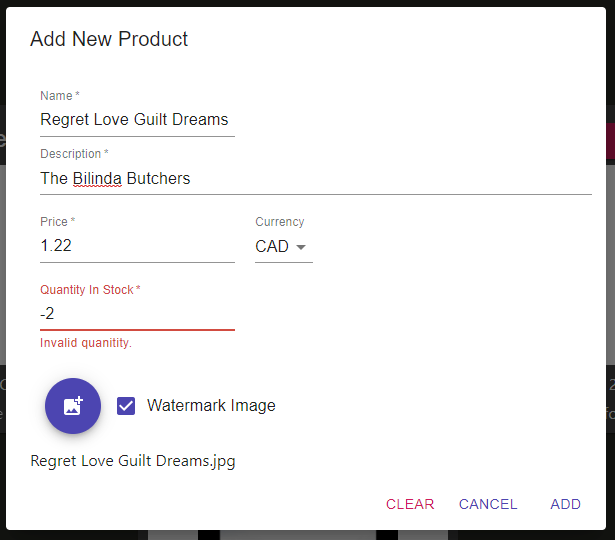 Add New Product
Name *
Regret Love Guilt Dreams
Description *
The Bilinda Butchers
Price * Currency
1.22 CAD
Quantity In Stock *
-2
Invalid quanitity.
Watermark Image
Regret Love Guilt Dreams.jpg
CLEAR CANCEL ADD